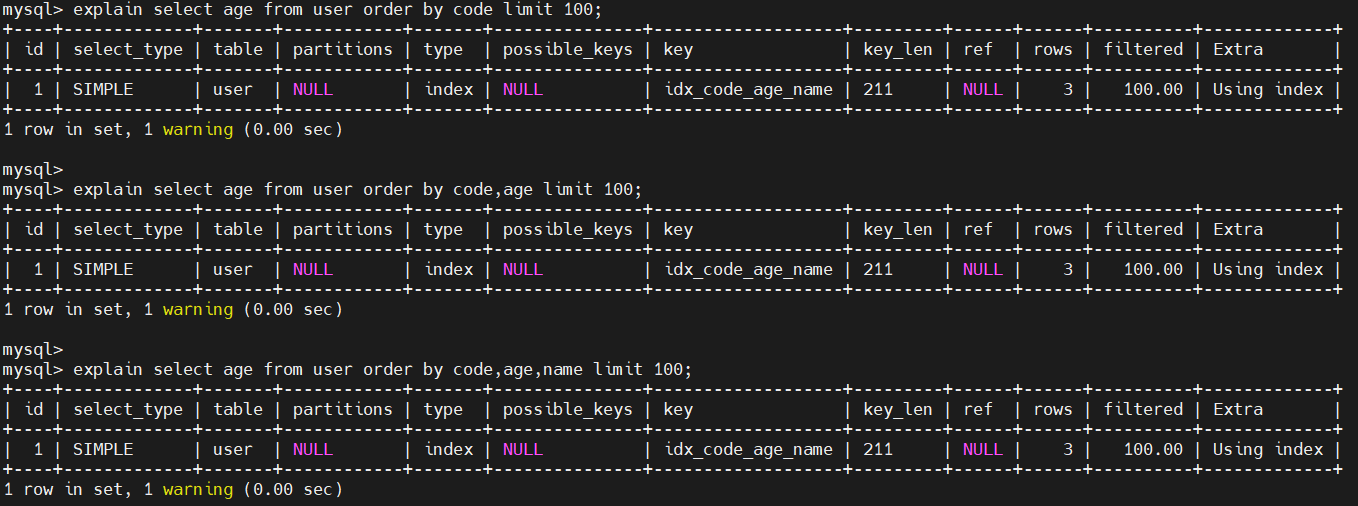 mysql> explain select age from user order by code limit 100;
+----+-------------+-------+------------+-------+---------------+-------------------+---------+------+------+----------+-------------+
| id | select_type | table | partitions | type  | possible_keys | key               | key_len | ref  | rows | filtered | Extra       |
+----+-------------+-------+------------+-------+---------------+-------------------+---------+------+------+----------+-------------+
|  1 | SIMPLE      | user  | NULL       | index | NULL          | idx_code_age_name | 211     | NULL |    3 |   100.00 | Using index |
+----+-------------+-------+------------+-------+---------------+-------------------+---------+------+------+----------+-------------+
1 row in set, 1 warning (0.00 sec)

mysql>
mysql> explain select age from user order by code,age limit 100;
+----+-------------+-------+------------+-------+---------------+-------------------+---------+------+------+----------+-------------+
| id | select_type | table | partitions | type  | possible_keys | key               | key_len | ref  | rows | filtered | Extra       |
+----+-------------+-------+------------+-------+---------------+-------------------+---------+------+------+----------+-------------+
|  1 | SIMPLE      | user  | NULL       | index | NULL          | idx_code_age_name | 211     | NULL |    3 |   100.00 | Using index |
+----+-------------+-------+------------+-------+---------------+-------------------+---------+------+------+----------+-------------+
1 row in set, 1 warning (0.00 sec)

mysql>
mysql> explain select age from user order by code,age,name limit 100;
+----+-------------+-------+------------+-------+---------------+-------------------+---------+------+------+----------+-------------+
| id | select_type | table | partitions | type  | possible_keys | key               | key_len | ref  | rows | filtered | Extra       |
+----+-------------+-------+------------+-------+---------------+-------------------+---------+------+------+----------+-------------+
|  1 | SIMPLE      | user  | NULL       | index | NULL          | idx_code_age_name | 211     | NULL |    3 |   100.00 | Using index |
+----+-------------+-------+------------+-------+---------------+-------------------+---------+------+------+----------+-------------+
1 row in set, 1 warning (0.00 sec)